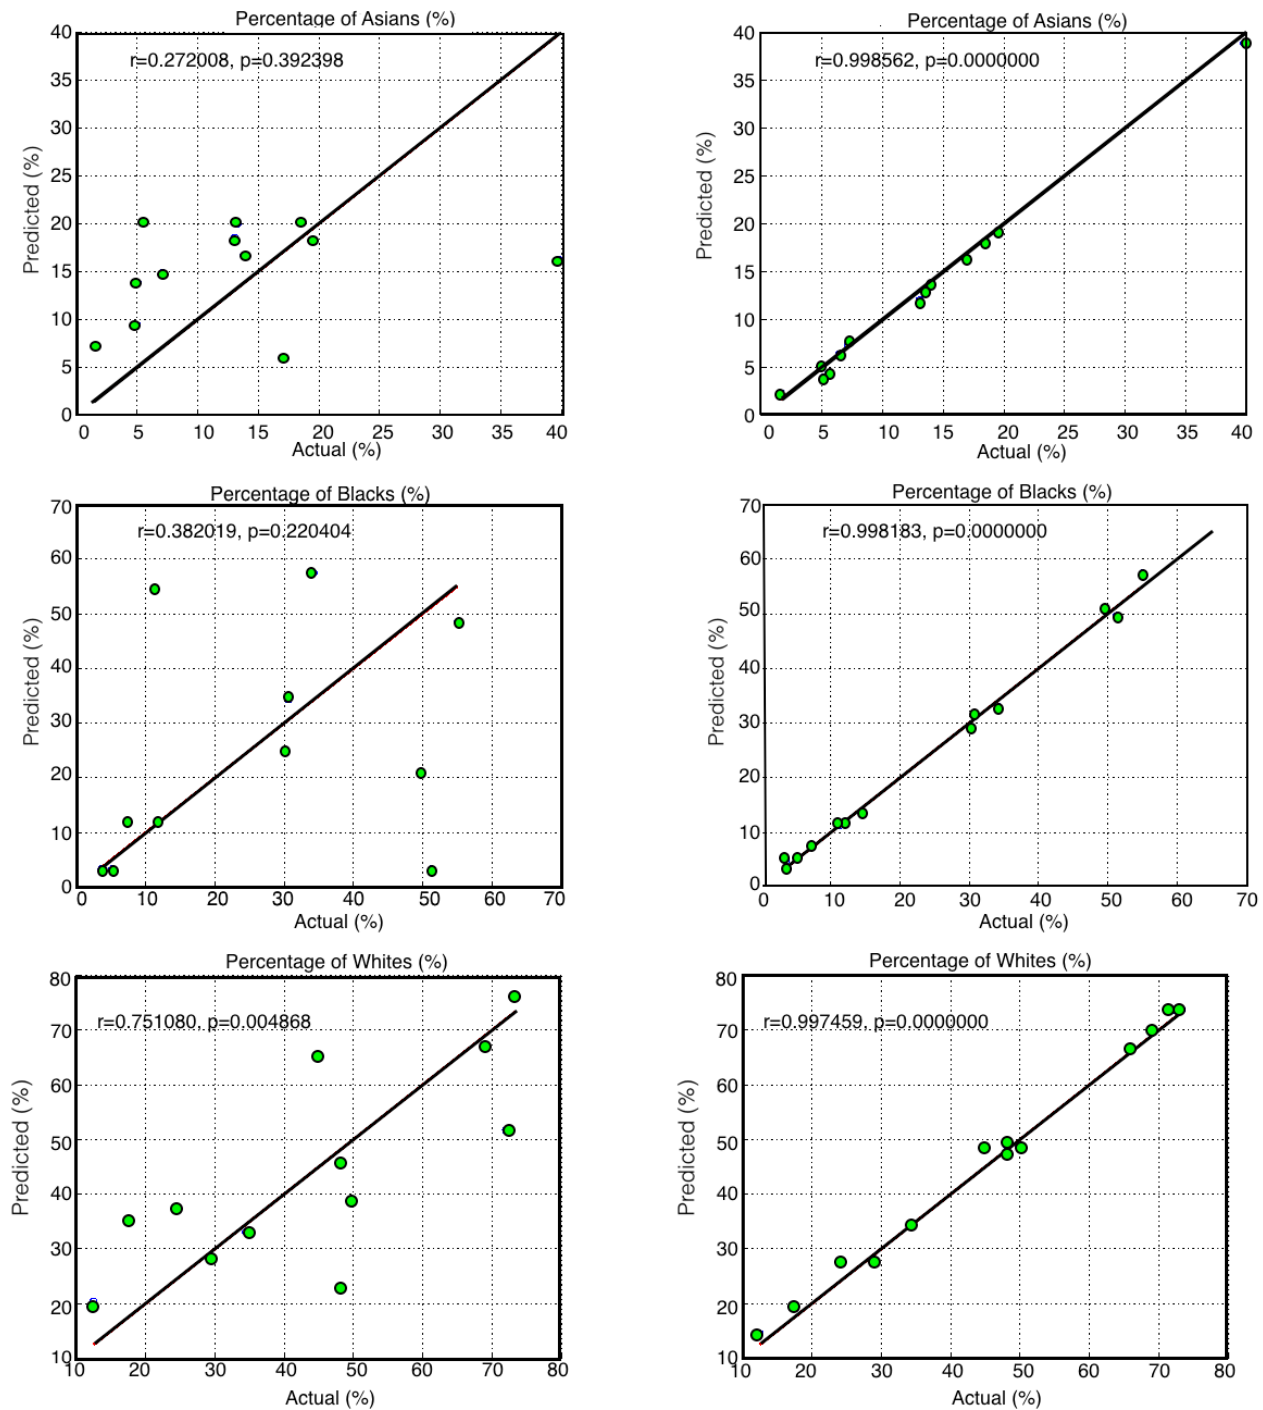 Percentage of Asians (%)
r=0.272008, p=0.392398
Predicted (%)
40
35
30
25
20
15
10
5
0
0 5 10 15 20 25 30 35 40
Actual (%)
Percentage of Asians (%)
r=0.998562, p=0.0000000
Predicted (%)
40
35
30
25
20
15
10
5
0
0 5 10 15 20 25 30 35 40
Actual (%)
Percentage of Blacks (%)
r=0.382019, p=0.220404
Predicted (%)
70
60
50
40
30
20
10
0
0 10 20 30 40 50 60 70
Actual (%)
Percentage of Blacks (%)
r=0.998183, p=0.0000000
Predicted (%)
70
60
50
40
30
20
10
0
0 10 20 30 40 50 60 70
Actual (%)
Percentage of Whites (%)
r=0.751080, p=0.004868
Predicted (%)
80
70
60
50
40
30
20
10
10 20 30 40 50 60 70 80
Actual (%)
Percentage of Whites (%)
r=0.997459, p=0.0000000
Predicted (%)
80
70
60
50
40
30
20
10
10 20 30 40 50 60 70 80
Actual (%)